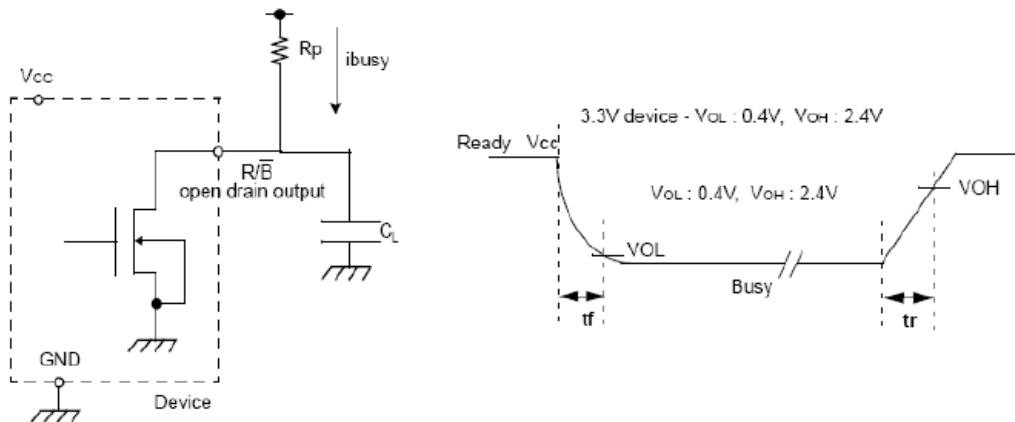 Rp
ibusy
Vcc
R/B̅
open drain output
CL
GND
Device
3.3V device - VOL : 0.4V, VOH : 2.4V
Ready Vcc
VOL : 0.4V, VOH : 2.4V
VOH
VOL
Busy
tf
tr